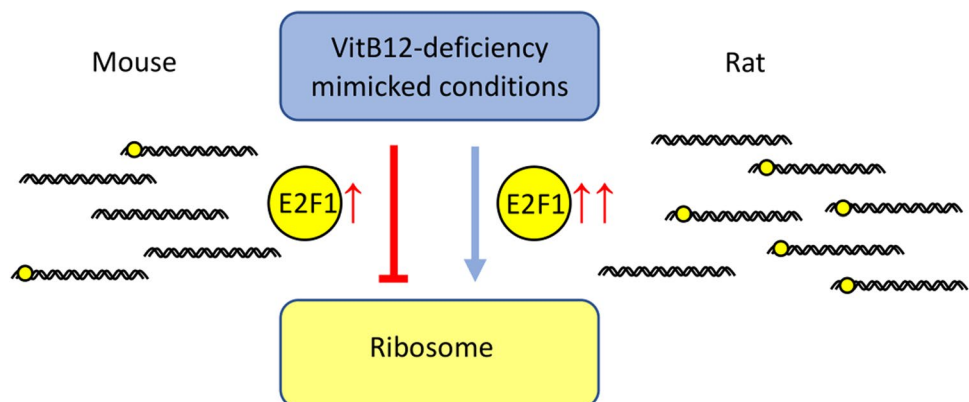 Mouse
VitB12-deficiency
mimicked conditions
Rat
E2F1
E2F1
Ribosome